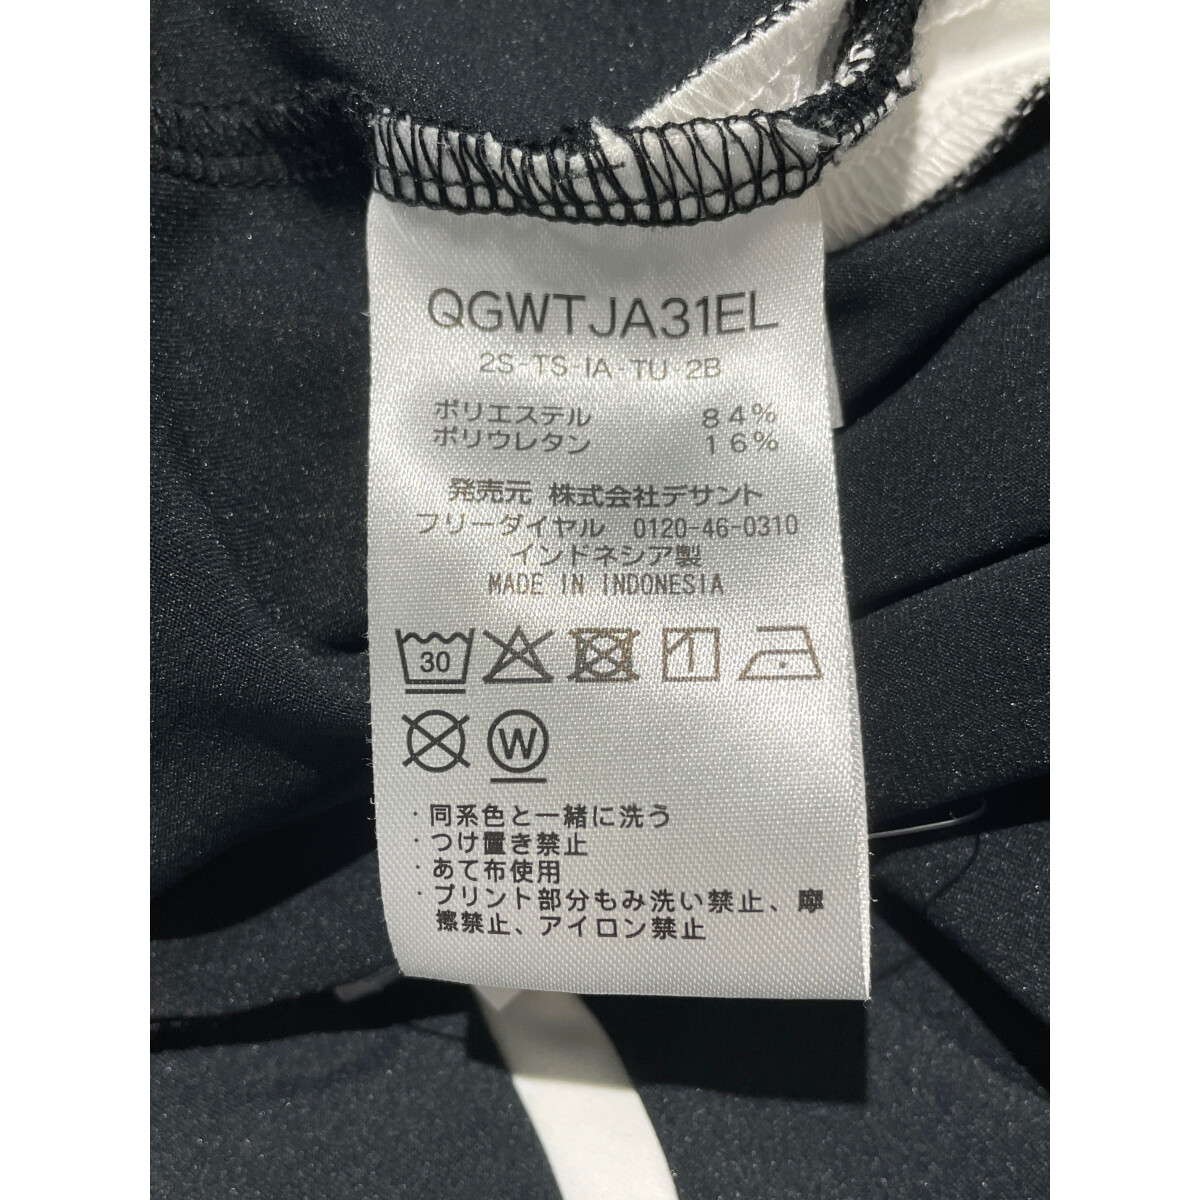 QGWTJA31EL
2S-TS-IA-TU-2B
ポリエステル 84%
ポリウレタン 16%
発売元 株式会社デサント
フリーダイヤル 0120-46-0310
インドネシア製
MADE IN INDONESIA
30
W
・同系色と一緒に洗う
・つけ置き禁止
・あて布使用
・プリント部分もみ洗い禁止、摩
擦禁止、アイロン禁止